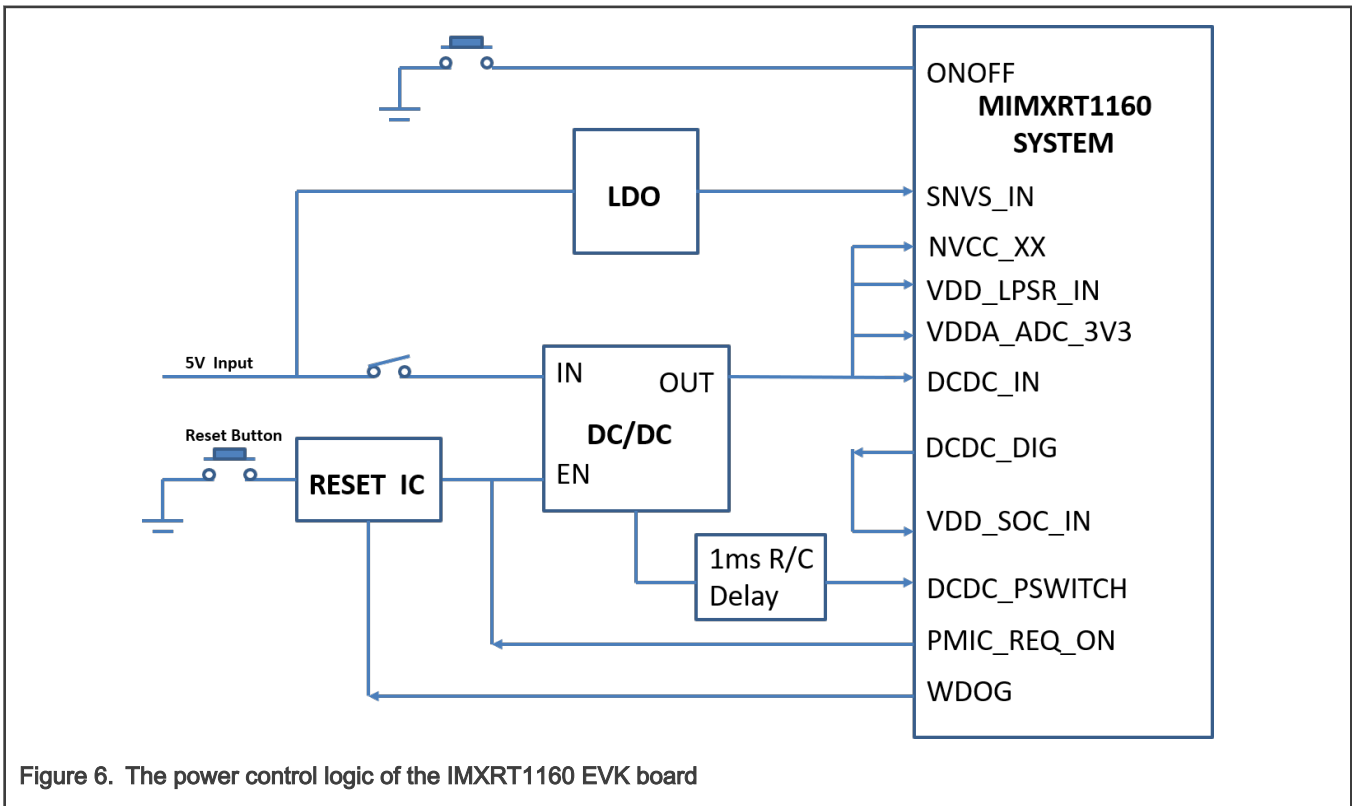 ONOFF
MIMXRT1160
SYSTEM
LDO
SNVS_IN
NVCC_XX
VDD_LPSR_IN
VDDA_ADC_3V3
5V Input
IN
OUT
DCDC_IN
DC/DC
Reset Button
RESET IC
EN
DCDC_DIG
VDD_SOC_IN
1ms R/C
Delay
DCDC_PSWITCH
PMIC_REQ_ON
WDOG
Figure 6. The power control logic of the IMXRT1160 EVK board